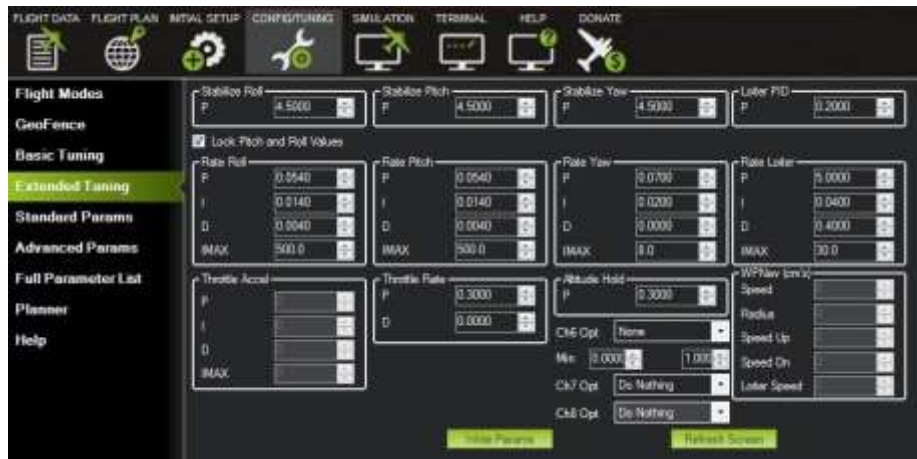 FLIGHT DATA FLIGHT PLAN INITIAL SETUP CONFIG/TUNING SIMULATION TERMINAL HELP DONATE
Flight Modes
GeoFence
Basic Tuning
Extended Tuning
Standard Params
Advanced Params
Full Parameter List
Planner
Help
Stabilize Roll
P 4.5000
Stabilize Pitch
P 4.5000
Stabilize Yaw
P 4.5000
Loiter PID
P 0.2000
Lock Pitch and Roll Values
Rate Roll
P 0.0540
I 0.0140
D 0.0040
IMAX 500.0
Rate Pitch
P 0.0540
I 0.0140
D 0.0040
IMAX 500.0
Rate Yaw
P 0.0700
I 0.0200
D 0.0000
IMAX 8.0
Rate Loiter
P 5.0000
I 0.0400
D 0.4000
IMAX 30.0
Throttle Accel
P
I
D
IMAX
Throttle Rate
P 0.3000
D 0.0000
Altitude Hold
P 0.3000
Ch6 Opt None
Min 0.000 1.000
Ch7 Opt Do Nothing
Ch8 Opt Do Nothing
WPNav (cm's)
Speed
Radius
Speed Up
Speed Dn
Loiter Speed
Write Params
Refresh Screen